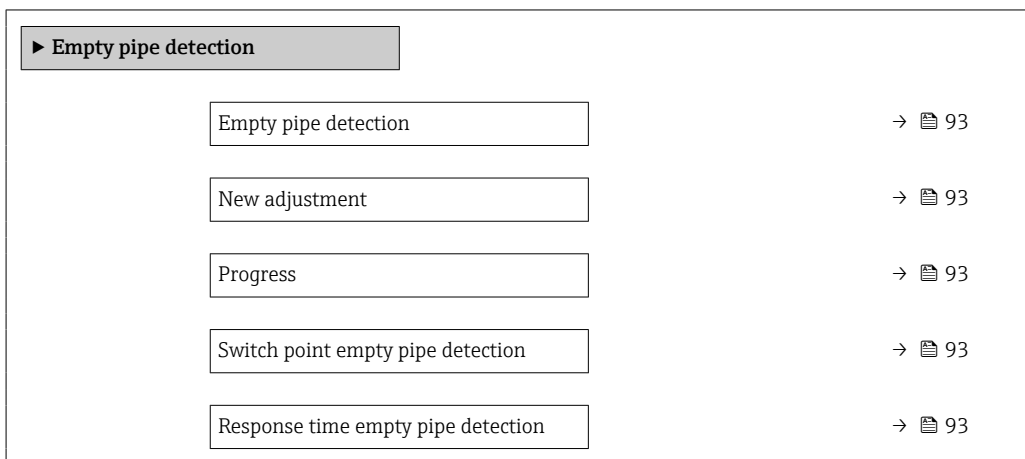 ▶ Empty pipe detection
Empty pipe detection → 93
New adjustment → 93
Progress → 93
Switch point empty pipe detection → 93
Response time empty pipe detection → 93